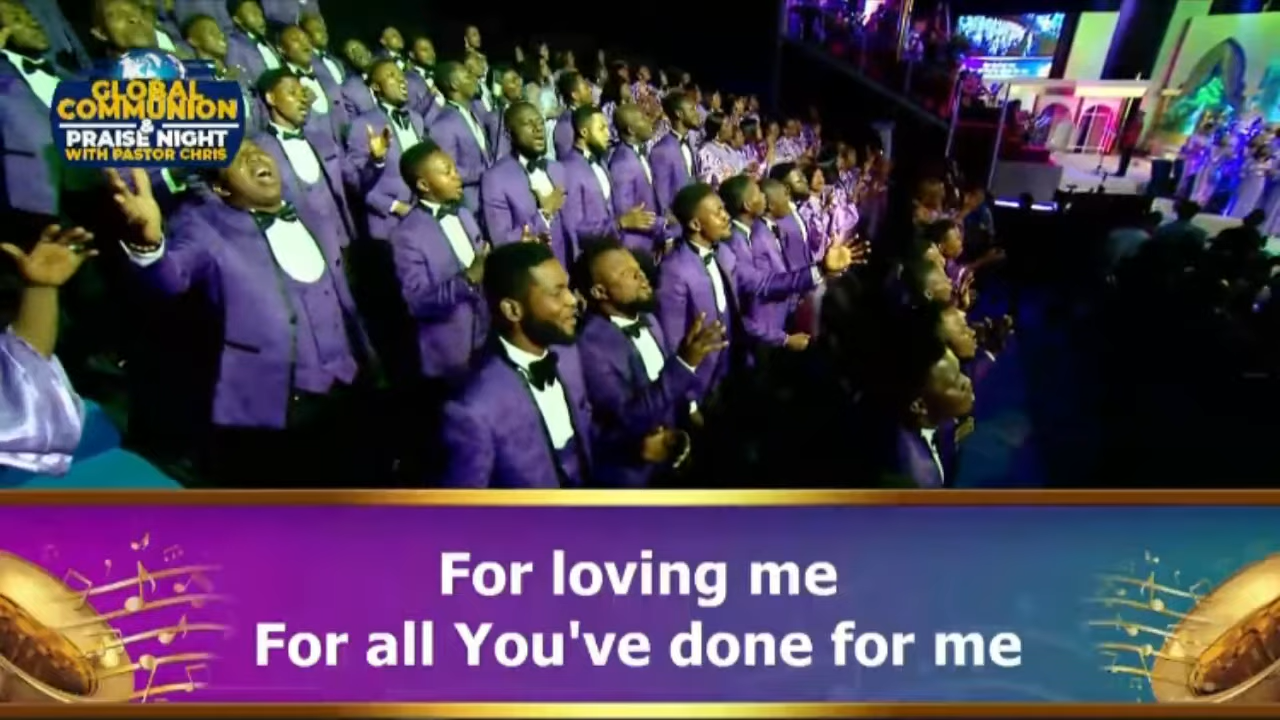 GLOBAL
COMMUNION
&
PRAISE NIGHT
WITH PASTOR CHRIS
For loving me
For all You've done for me